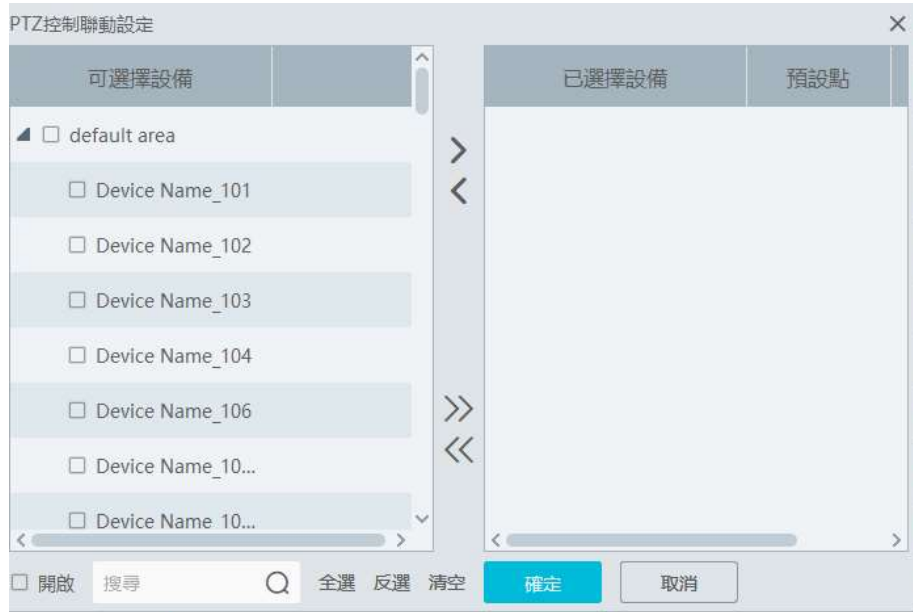 PTZ控制聯動設定
可選擇設備
已選擇設備 預設點
default area
Device Name_101
Device Name_102
Device Name_103
Device Name_104
Device Name_106
Device Name_10...
Device Name_10...
開啟 搜尋 全選 反選 清空 確定 取消